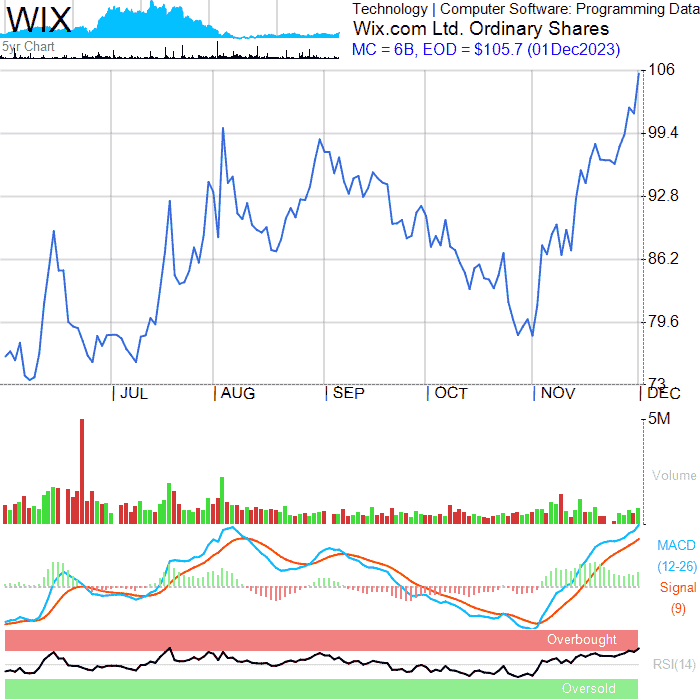 WIX
5yr Chart
Technology | Computer Software: Programming Data
Wix.com Ltd. Ordinary Shares
MC = 6B, EOD = $105.7 (01Dec2023)
106
99.4
92.8
86.2
79.6
73
JUL
AUG
SEP
OCT
NOV
DEC
5M
Volume
MACD
(12-26)
Signal
(9)
Overbought
RSI(14)
Oversold